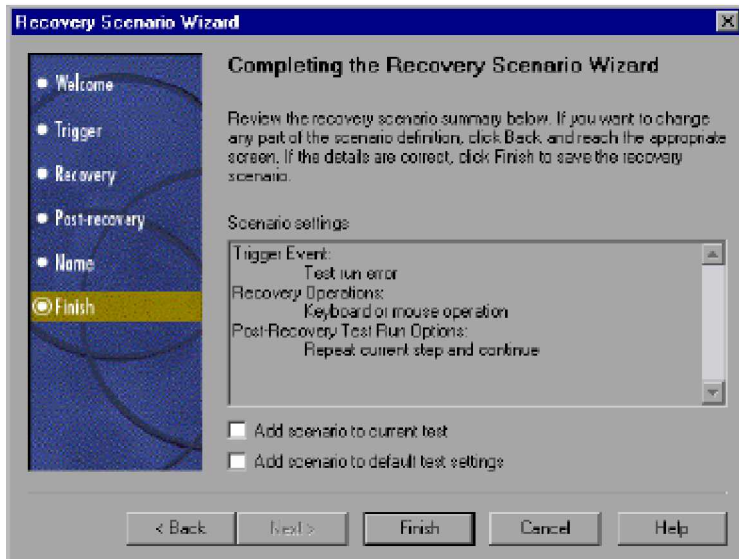 Recovery Scenario Wizard
Welcome
Trigger
Recovery
Post-recovery
Name
Finish
Completing the Recovery Scenario Wizard
Review the recovery scenario summary below. If you want to change
any part of the scenario definition, click Back and reach the appropriate
screen. If the details are correct, click Finish to save the recovery
scenario.
Scenario settings
Trigger Event:
Test run error
Recovery Operations:
Keyboard or mouse operation
Post-Recovery Test Run Options:
Repeat current step and continue
Add scenario to current test
Add scenario to default test settings
< Back
Next >
Finish
Cancel
Help